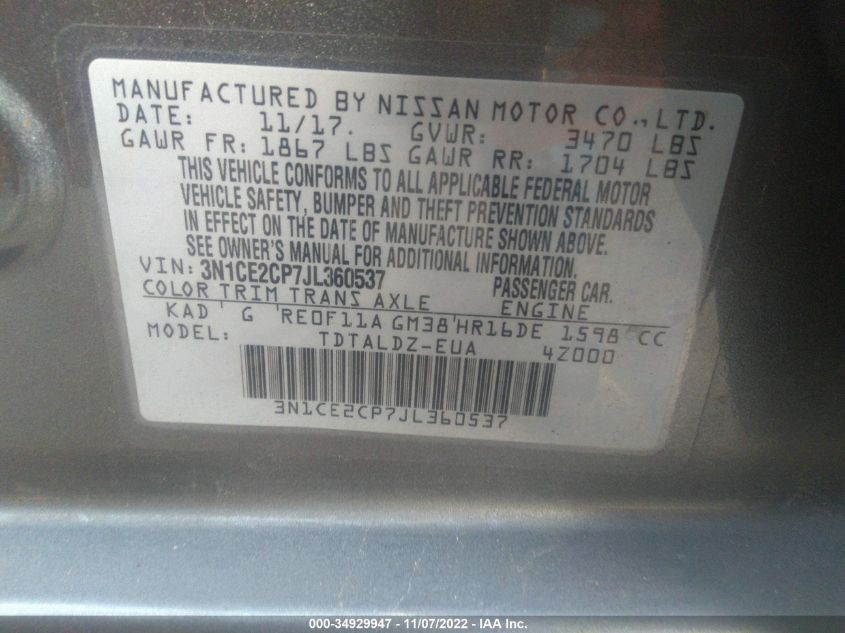 MANUFACTURED BY NISSAN MOTOR CO., LTD.
DATE: 11/17. GVWR: 3470 LBS
GAWR FR: 1867 LBS GAWR RR: 1704 LBS
THIS VEHICLE CONFORMS TO ALL APPLICABLE FEDERAL MOTOR
VEHICLE SAFETY, BUMPER AND THEFT PREVENTION STANDARDS
IN EFFECT ON THE DATE OF MANUFACTURE SHOWN ABOVE.
SEE OWNER'S MANUAL FOR ADDITIONAL INFORMATION.
VIN: 3N1CE2CP7JL360537 PASSENGER CAR.
COLOR TRIM TRANS AXLE ENGINE
KAD ' G ' RE0F11A GM38'HR16DE 1598 CC
MODEL: TDTALDZ-EUA 4Z000
3N1CE2CP7JL360537
000-34929947 - 11/07/2022 - IAA Inc.